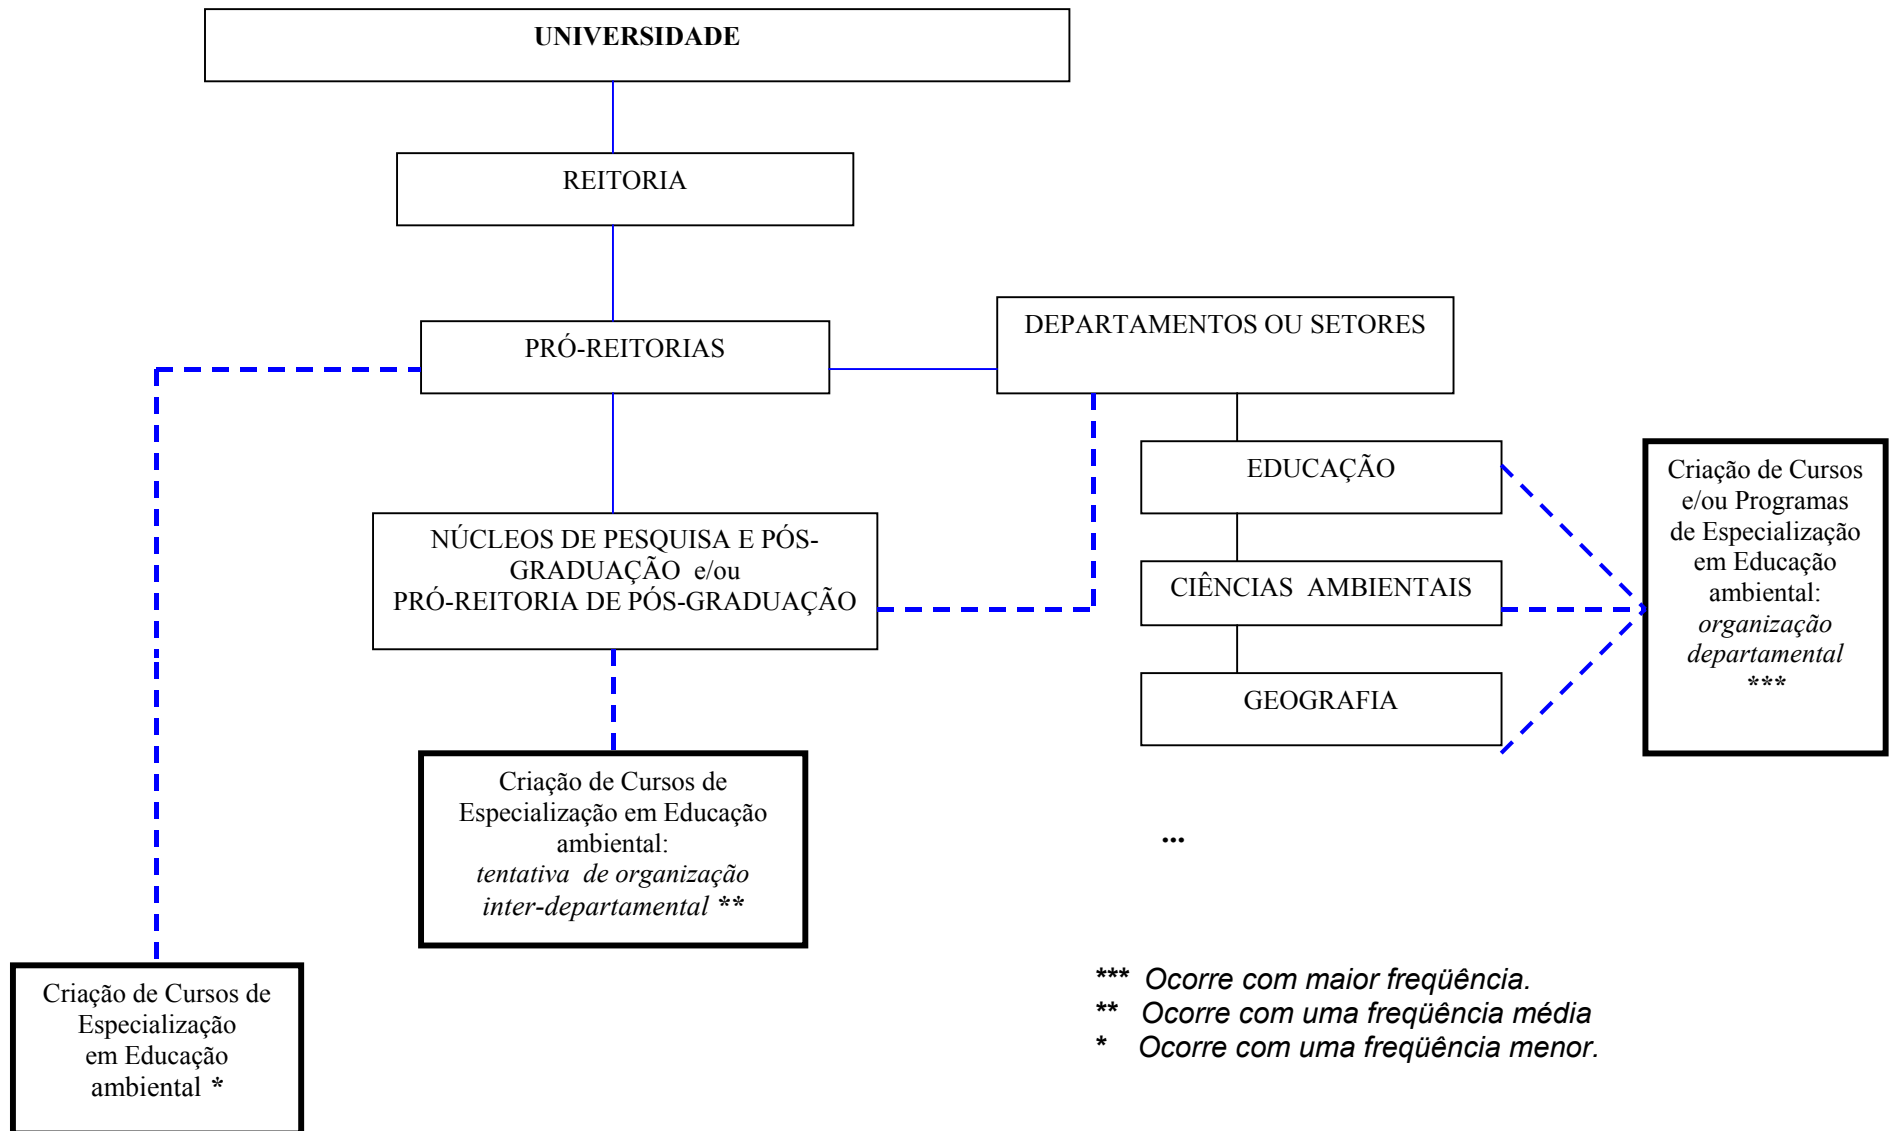 UNIVERSIDADE
REITORIA
PRÓ-REITORIAS
DEPARTAMENTOS OU SETORES
EDUCAÇÃO
CIÊNCIAS  AMBIENTAIS
GEOGRAFIA
...
Criação de Cursos
e/ou Programas
de Especialização
em Educação
ambiental:
organização
departamental
***
NÚCLEOS DE PESQUISA E PÓS-
GRADUAÇÃO  e/ou
PRÓ-REITORIA DE PÓS-GRADUAÇÃO
Criação de Cursos de
Especialização em Educação
ambiental:
tentativa  de organização
inter-departamental **
Criação de Cursos de
Especialização
em Educação
ambiental *
***  Ocorre com maior freqüência.
**   Ocorre com uma freqüência média
*    Ocorre com uma freqüência menor.